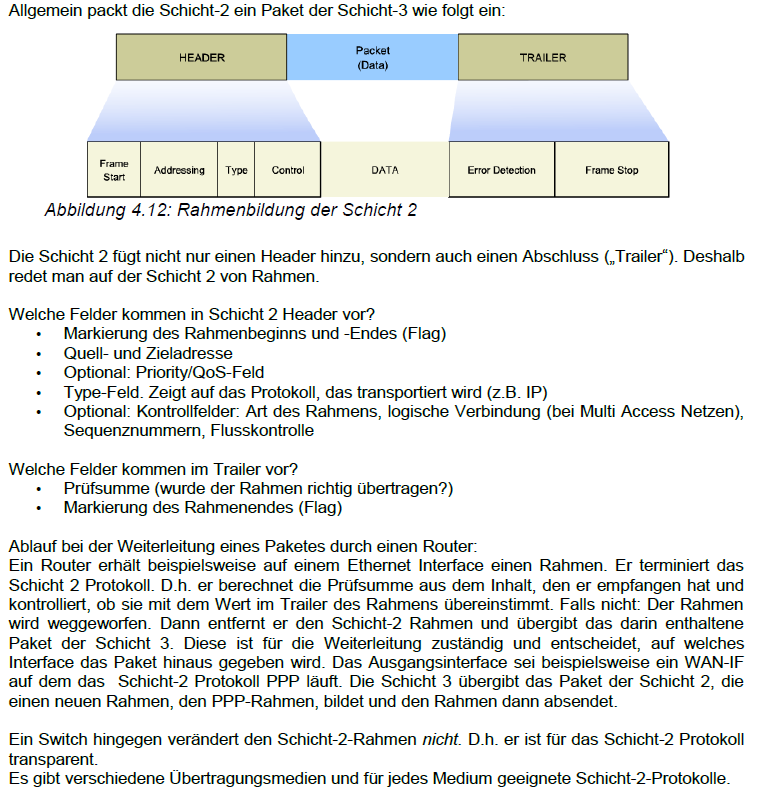 Allgemein packt die Schicht-2 ein Paket der Schicht-3 wie folgt ein:
HEADER
Packet
(Data)
TRAILER
Frame
Start
Addressing
Type
Control
DATA
Error Detection
Frame Stop
Abbildung 4.12: Rahmenbildung der Schicht 2
Die Schicht 2 fügt nicht nur einen Header hinzu, sondern auch einen Abschluss („Trailer“). Deshalb
redet man auf der Schicht 2 von Rahmen.
Welche Felder kommen in Schicht 2 Header vor?
• Markierung des Rahmenbeginns und -Endes (Flag)
• Quell- und Zieladresse
• Optional: Priority/QoS-Feld
• Type-Feld. Zeigt auf das Protokoll, das transportiert wird (z.B. IP)
• Optional: Kontrollfelder: Art des Rahmens, logische Verbindung (bei Multi Access Netzen),
Sequenznummern, Flusskontrolle
Welche Felder kommen im Trailer vor?
• Prüfsumme (wurde der Rahmen richtig übertragen?)
• Markierung des Rahmenendes (Flag)
Ablauf bei der Weiterleitung eines Paketes durch einen Router:
Ein Router erhält beispielsweise auf einem Ethernet Interface einen Rahmen. Er terminiert das
Schicht 2 Protokoll. D.h. er berechnet die Prüfsumme aus dem Inhalt, den er empfangen hat und
kontrolliert, ob sie mit dem Wert im Trailer des Rahmens übereinstimmt. Falls nicht: Der Rahmen
wird weggeworfen. Dann entfernt er den Schicht-2 Rahmen und übergibt das darin enthaltene
Paket der Schicht 3. Diese ist für die Weiterleitung zuständig und entscheidet, auf welches
Interface das Paket hinaus gegeben wird. Das Ausgangsinterface sei beispielsweise ein WAN-IF
auf dem das Schicht-2 Protokoll PPP läuft. Die Schicht 3 übergibt das Paket der Schicht 2, die
einen neuen Rahmen, den PPP-Rahmen, bildet und den Rahmen dann absendet.
Ein Switch hingegen verändert den Schicht-2-Rahmen nicht. D.h. er ist für das Schicht-2 Protokoll
transparent.
Es gibt verschiedene Übertragungsmedien und für jedes Medium geeignete Schicht-2-Protokolle.